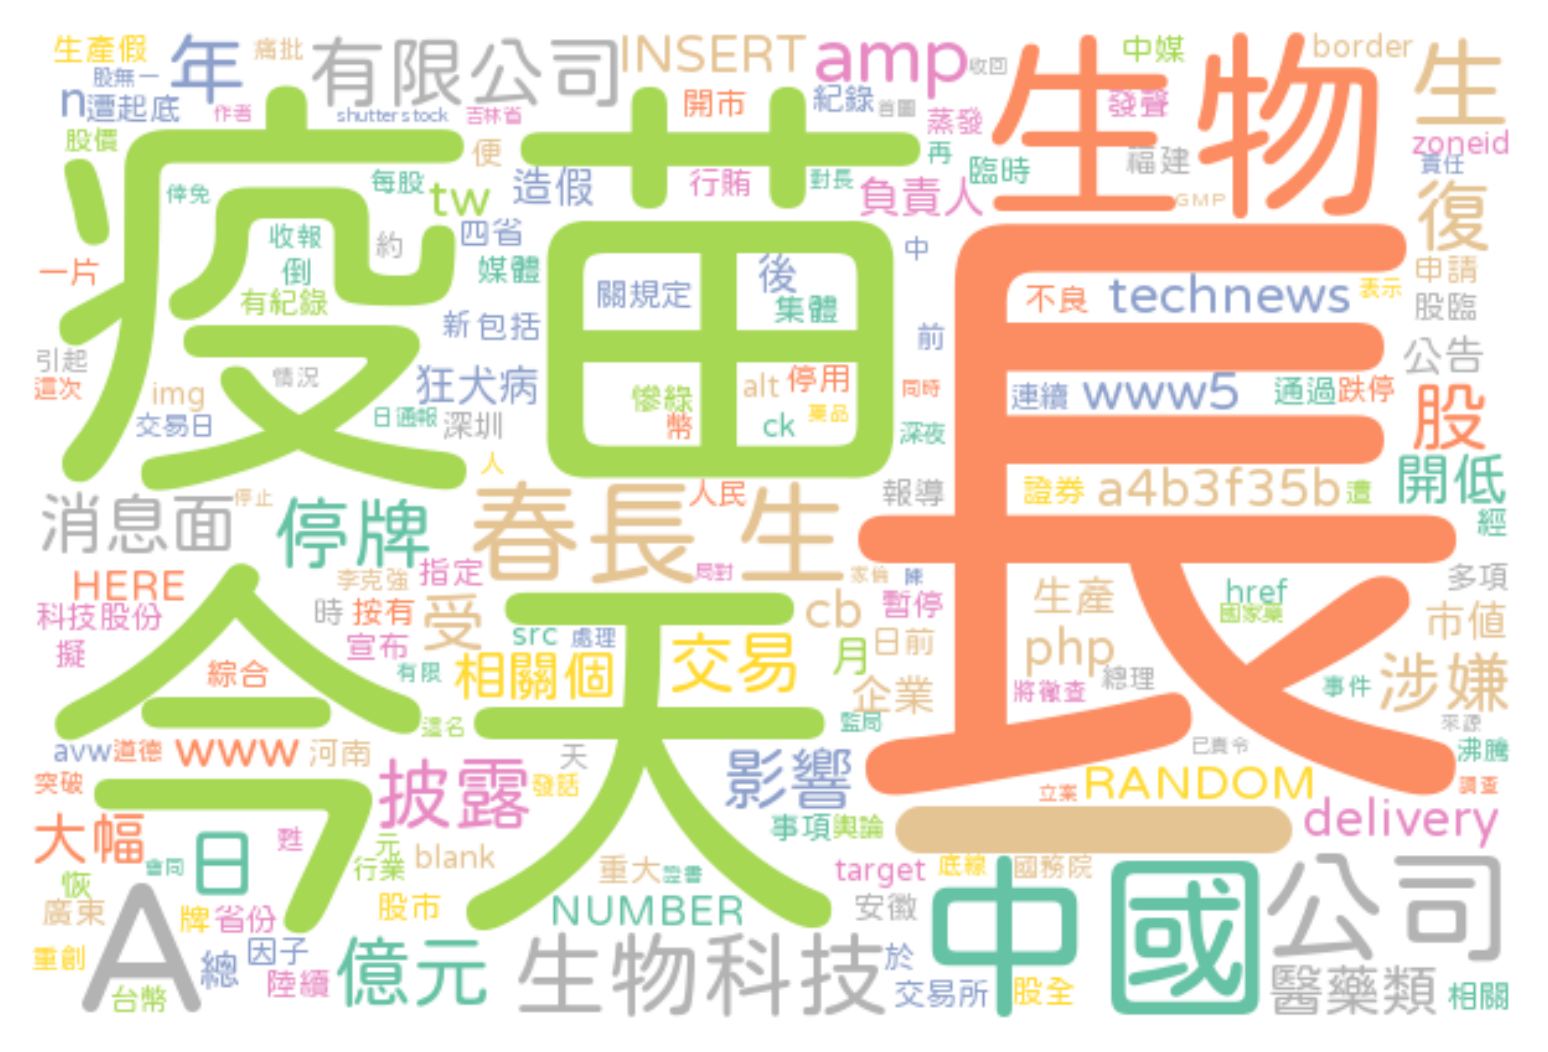 生產假
股無一
年
痛批
有限公司
INSERT
amp
收回
中媒
border
生
n
遭起底
作者
shutterstock
吉林省
開市
紀錄
首圖
蒸發
發聲
生物
zoneid
責任
股價
疫苗
便
再
福建
倖免
每股
tw
造假
行賄
對長
負責人
臨時
GMP
復
收報
約
四省
中
一片
倒
媒體
關規定
後
不良
technews
表示
申請
有紀錄
新
包括
集體
前
長
股臨
引起
情況
這次
img
狂犬病
慘綠
alt
停用
同時
連續
www5
通過
跌停
公告
股
交易日
日通報
深圳
幣
ck
藥品
深夜
人
消息面
停止
停牌
春長生
人民
報導
證券
a4b3f35b
遭
開低
經
HERE
李克強
指定
局對
家倫
陳
科技股份
時
按有
受
今天
cb
暫停
生產
href
國家藥
多項
市值
擬
宣布
src
處理
交易
月
日前
php
綜合
有限
相關個
企業
將徹查
總理
事件
涉嫌
這名
監局
來源
avw
道德
www
河南
天
已責令
沸騰
突破
披露
發話
影響
立案
RANDOM
調查
大幅
日
甦
元
事項
輿論
一
delivery
會同
行業
blank
恢
重大
證書
target
底線
國務院
廣東
A
牌
省份
股市
NUMBER
安徽
中國
公司
重創
總
因子
億元
生物科技
於
陸續
台幣
交易所
股全
醫藥類
相關